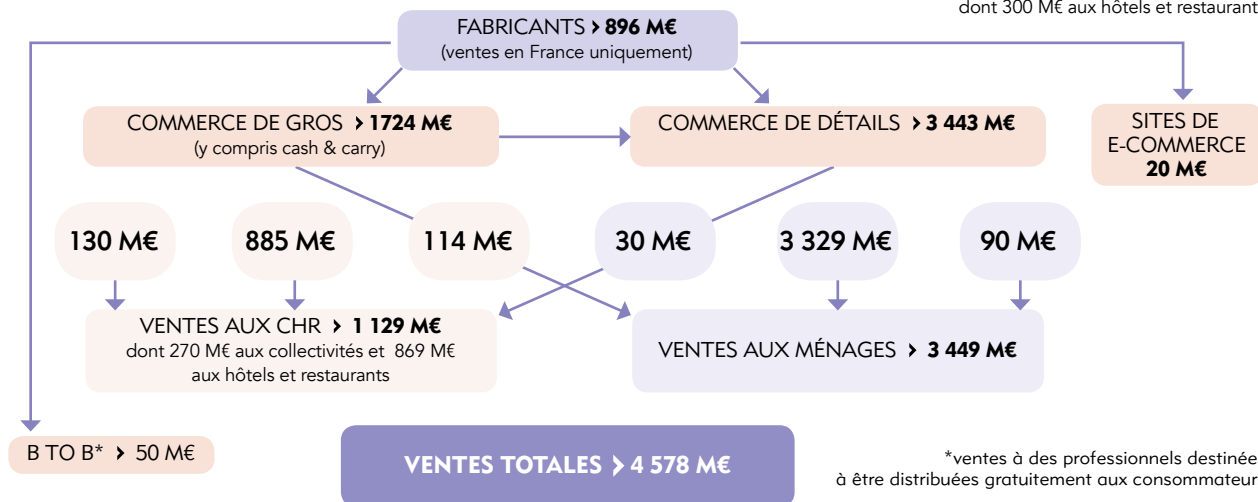 dont 300 M€ aux hôtels et restaurant
FABRICANTS > 896 M€
(ventes en France uniquement)
COMMERCE DE GROS > 1724 M€
(y compris cash & carry)
COMMERCE DE DÉTAILS > 3 443 M€
SITES DE
E-COMMERCE
20 M€
130 M€
885 M€
114 M€
30 M€
3 329 M€
90 M€
VENTES AUX CHR > 1 129 M€
dont 270 M€ aux collectivités et 869 M€
aux hôtels et restaurants
VENTES AUX MÉNAGES > 3 449 M€
B TO B* > 50 M€
VENTES TOTALES > 4 578 M€
*ventes à des professionnels destinée
à être distribuées gratuitement aux consommateur